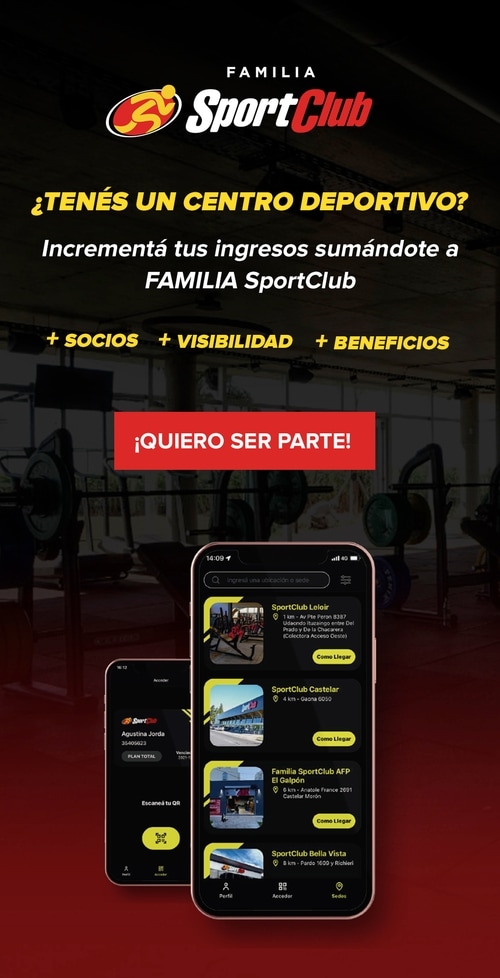 FAMILIA
SportClub
¿TENÉS UN CENTRO DEPORTIVO?
Incrementá tus ingresos sumándote a
FAMILIA SportClub
+ SOCIOS + VISIBILIDAD + BENEFICIOS
¡QUIERO SER PARTE!
14:09
4G
Ingresá una ubicación o sede
SportClub Leloir
1 km - Av Pte Peron 8387
Udaondo Ituzaingo entre Del
Prado y De la Chacarera
(Colectora Acceso Oeste)
Como Llegar
SportClub Castelar
4 km - Gaona 6050
Como Llegar
Familia SportClub AFP
El Galpón
6 km - Anatole France 2691
Castelar Morón
Como Llegar
SportClub Bella Vista
8 km - Pardo 1609 y Richieri
Perfil Acceder Sedes
16:12
Acceder
SportClub
Agustina Jorda
35405623
PLAN TOTAL
Escaneá tu QR
Perfil Acceder